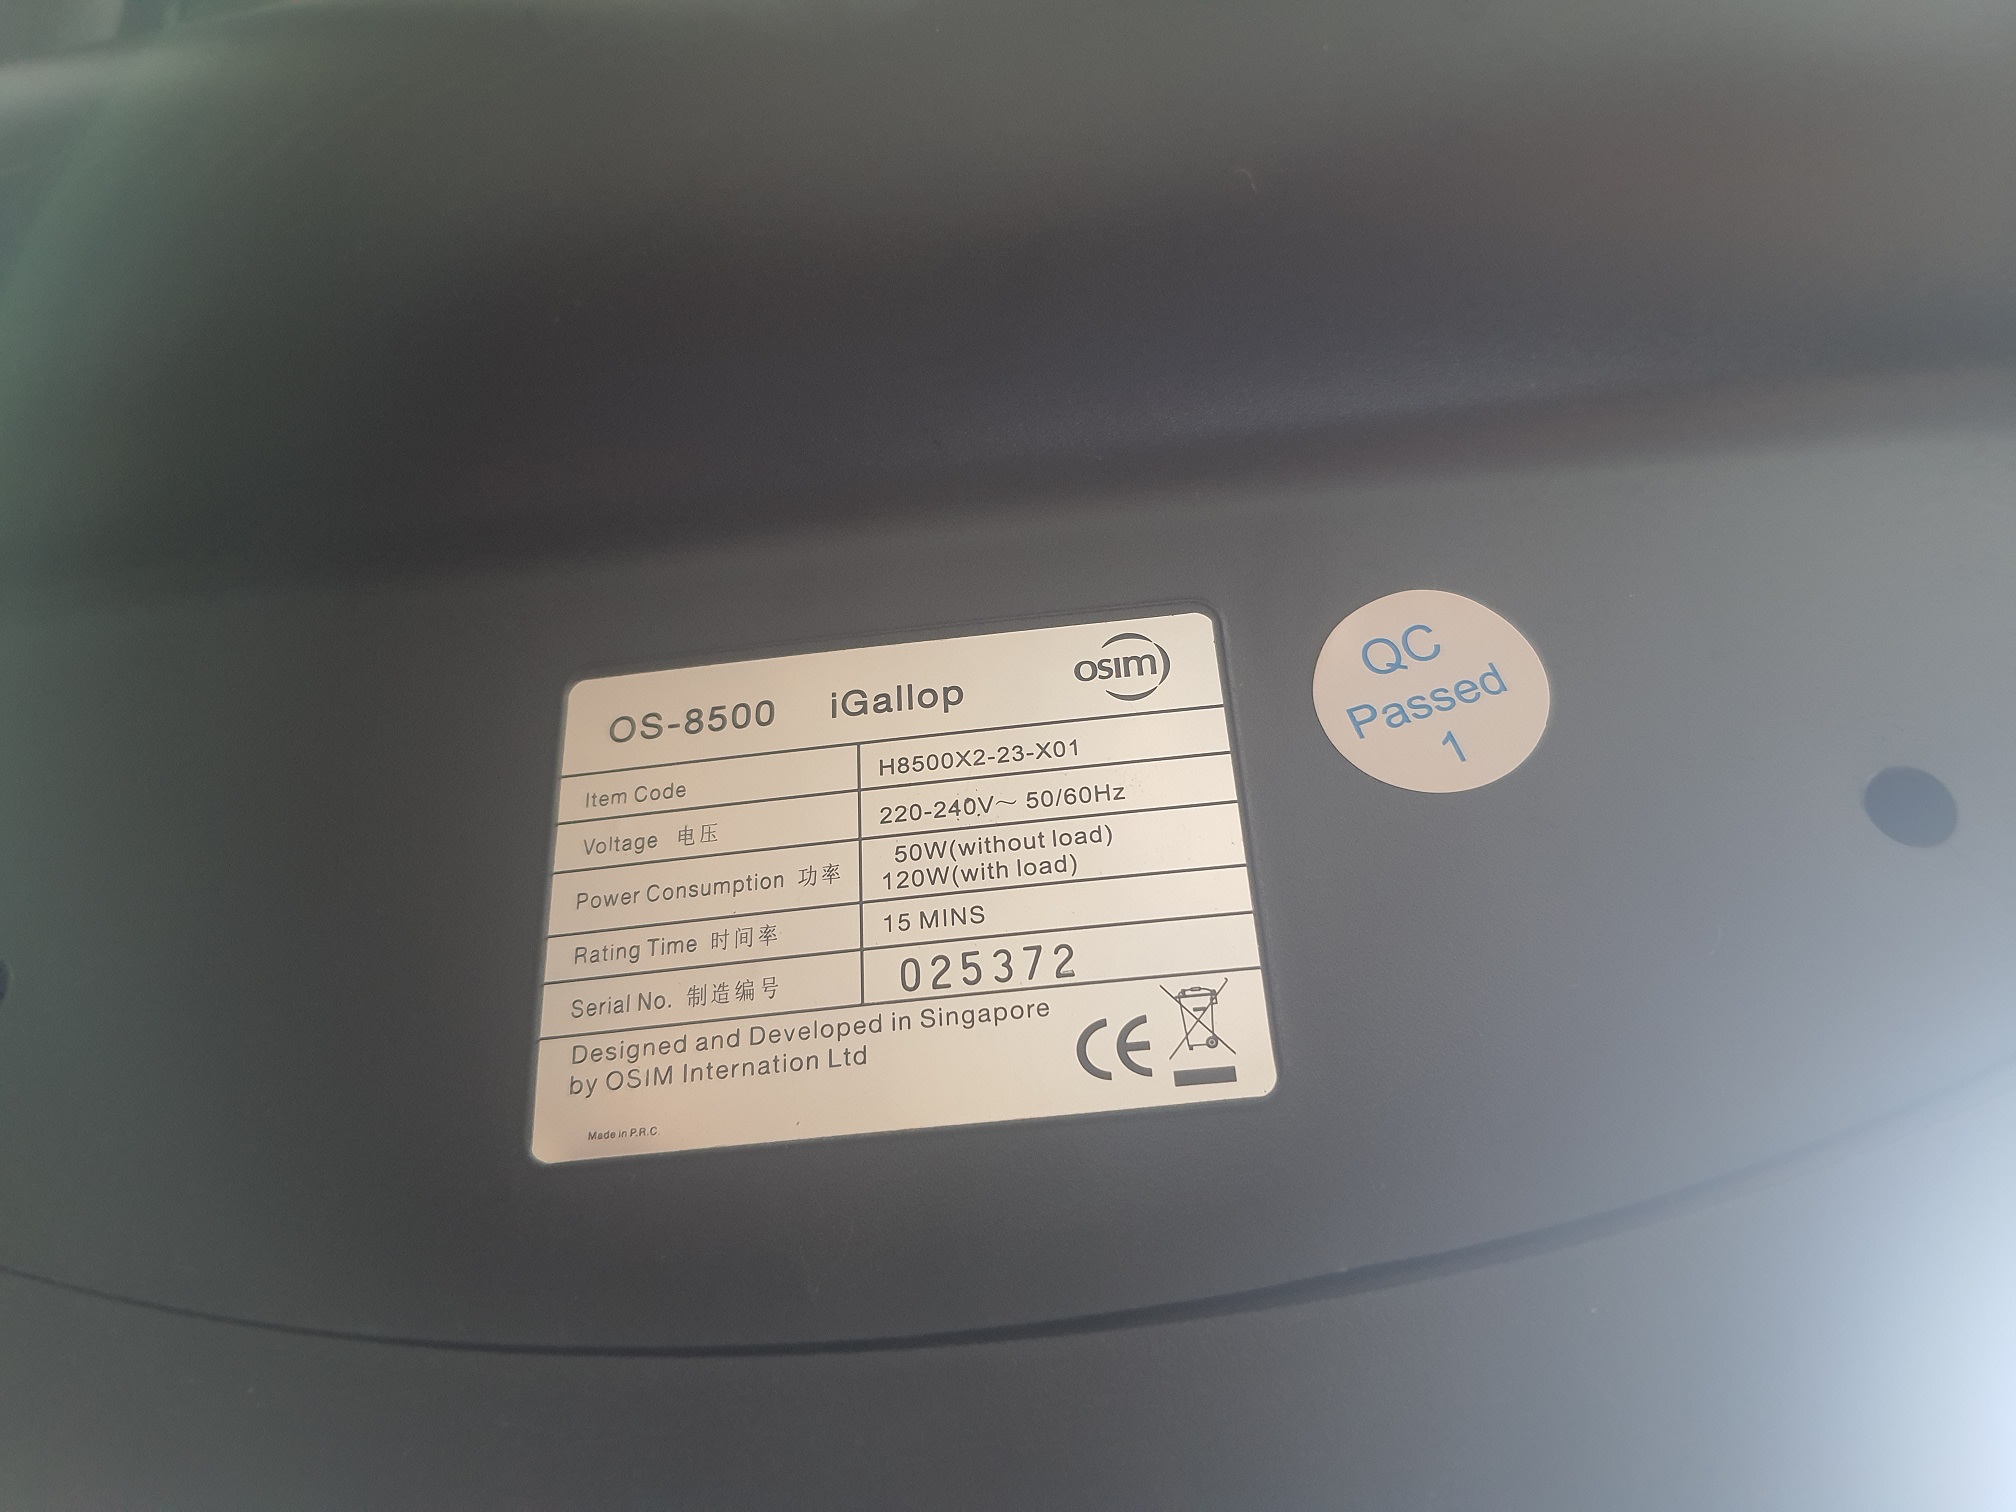 OS-8500 iGallop osim
Item Code H8500X2-23-X01
Voltage 电压 220-240V~ 50/60Hz
Power Consumption 功率 50W(without load)
120W(with load)
Rating Time 时间率 15 MINS
Serial No. 制造编号 025372
Designed and Developed in Singapore
by OSIM Internation Ltd
CE
Made in P.R.C.
QC
Passed
1